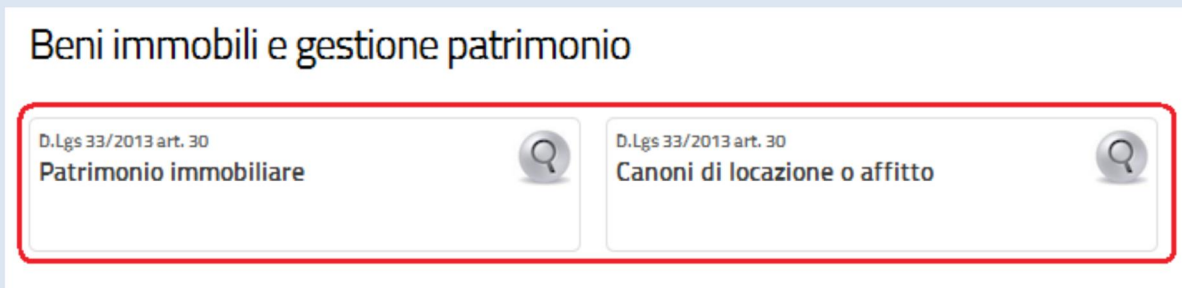 Beni immobili e gestione patrimonio
D.Lgs 33/2013 art. 30
Patrimonio immobiliare
D.Lgs 33/2013 art. 30
Canoni di locazione o affitto